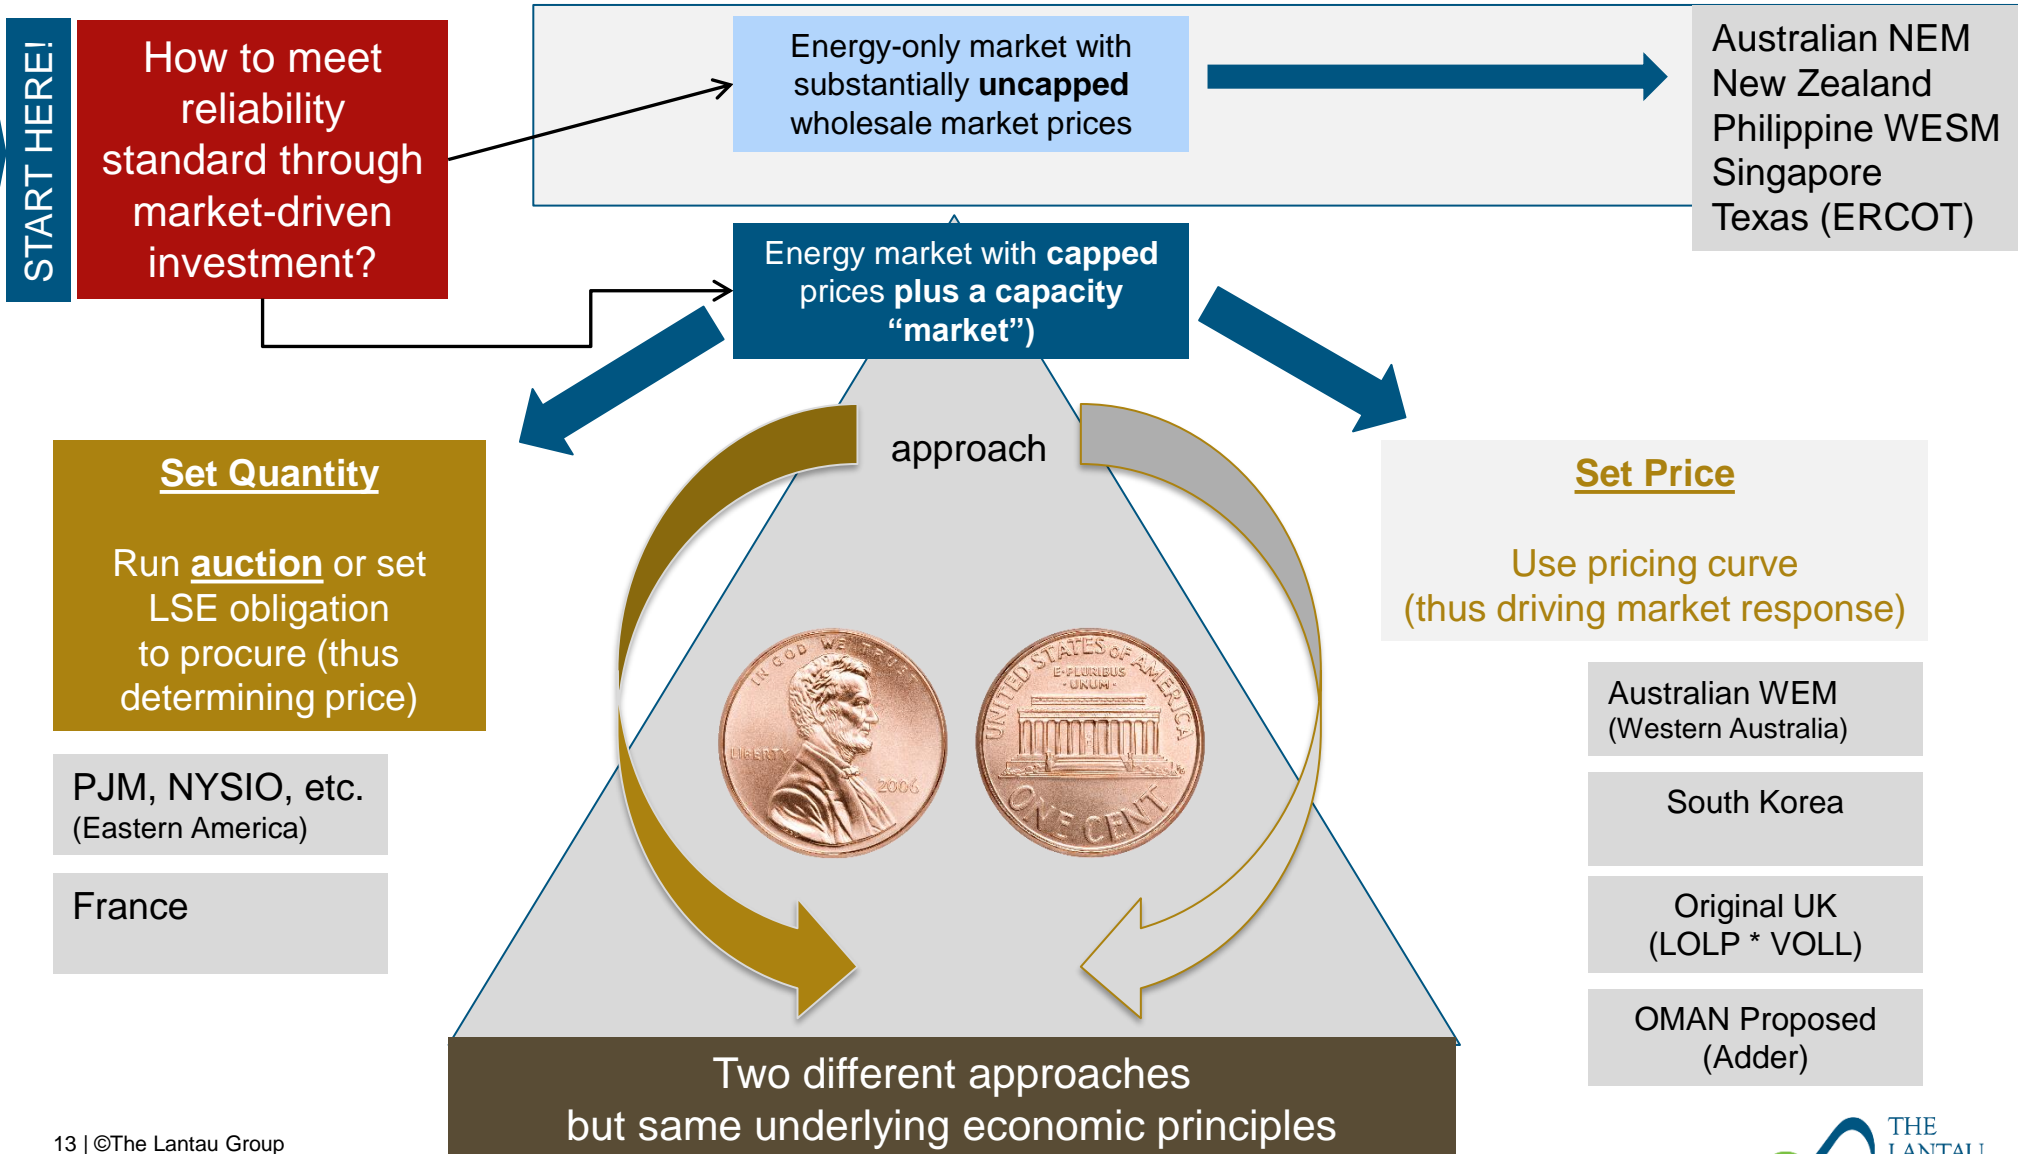 START HERE!
How to meet
reliability
standard through
market-driven
investment?
Energy-only market with
substantially uncapped
wholesale market prices
Australian NEM
New Zealand
Philippine WESM
Singapore
Texas (ERCOT)
Energy market with capped
prices plus a capacity
“market”)
approach
Set Quantity
Run auction or set
LSE obligation
to procure (thus
determining price)
PJM, NYSIO, etc.
(Eastern America)
France
IN GOD WE TRUST
LIBERTY
2006
UNITED STATES OF AMERICA
E·PLURIBUS
·UNUM·
ONE CENT
Set Price
Use pricing curve
(thus driving market response)
Australian WEM
(Western Australia)
South Korea
Original UK
(LOLP * VOLL)
OMAN Proposed
(Adder)
Two different approaches
but same underlying economic principles
13 | ©The Lantau Group
THE
LANTAU